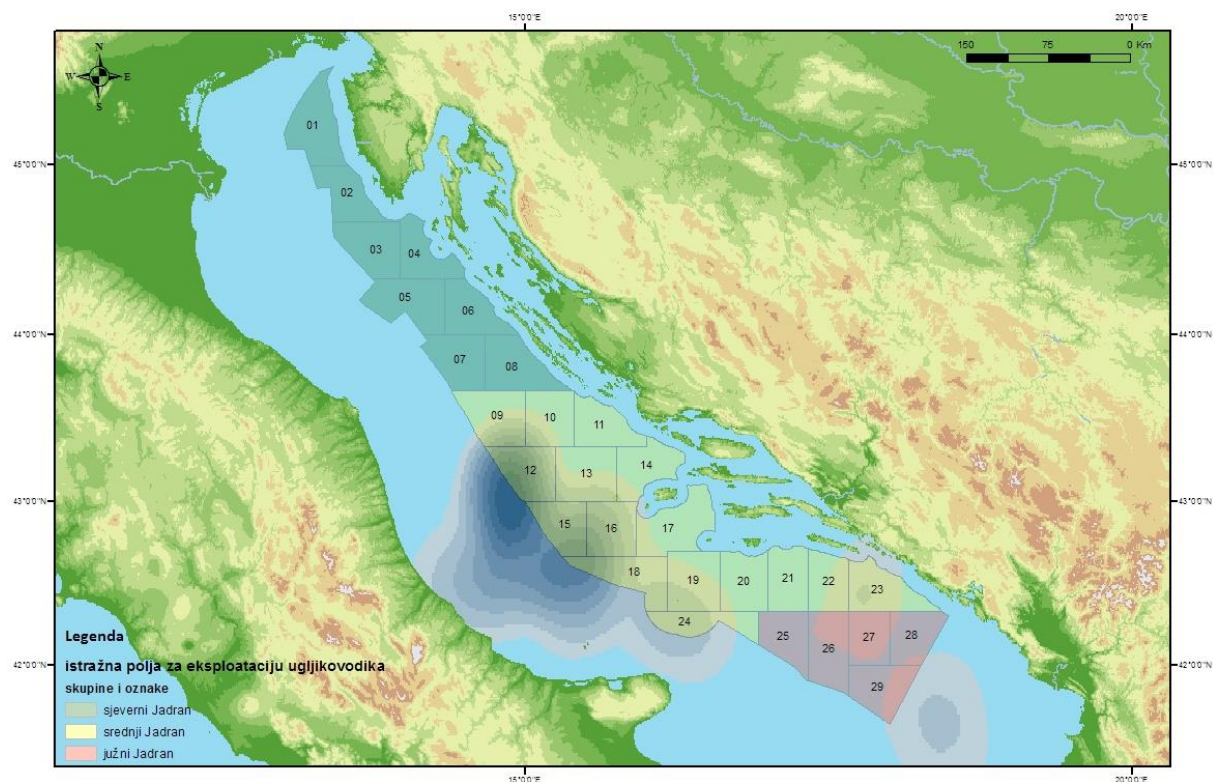 15°0'0"E 20°0'0"E
N
W E
S
150 75 0 Km
01
45°0'0"N 45°0'0"N
02
03 04
05
06
44°0'0"N 44°0'0"N
07 08
09 10 11
12 13 14
43°0'0"N 43°0'0"N
15 16 17
18 19 20 21 22 23
24
25 26 27 28
42°0'0"N 42°0'0"N
29
Legenda
istražna polja za eksploataciju ugljikovodika
skupine i oznake
sjeverni Jadran
srednji Jadran
južni Jadran
15°0'0"E 20°0'0"E